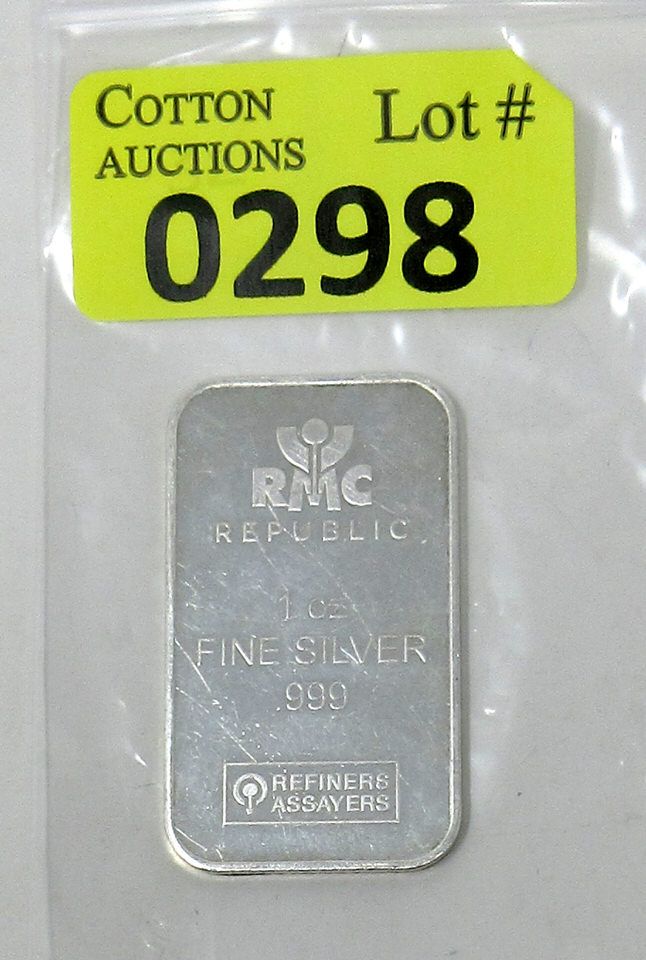 COTTON AUCTIONS Lot #
0298
RMC
REPUBLIC
1 oz
FINE SILVER
.999
REFINERS
ASSAYERS